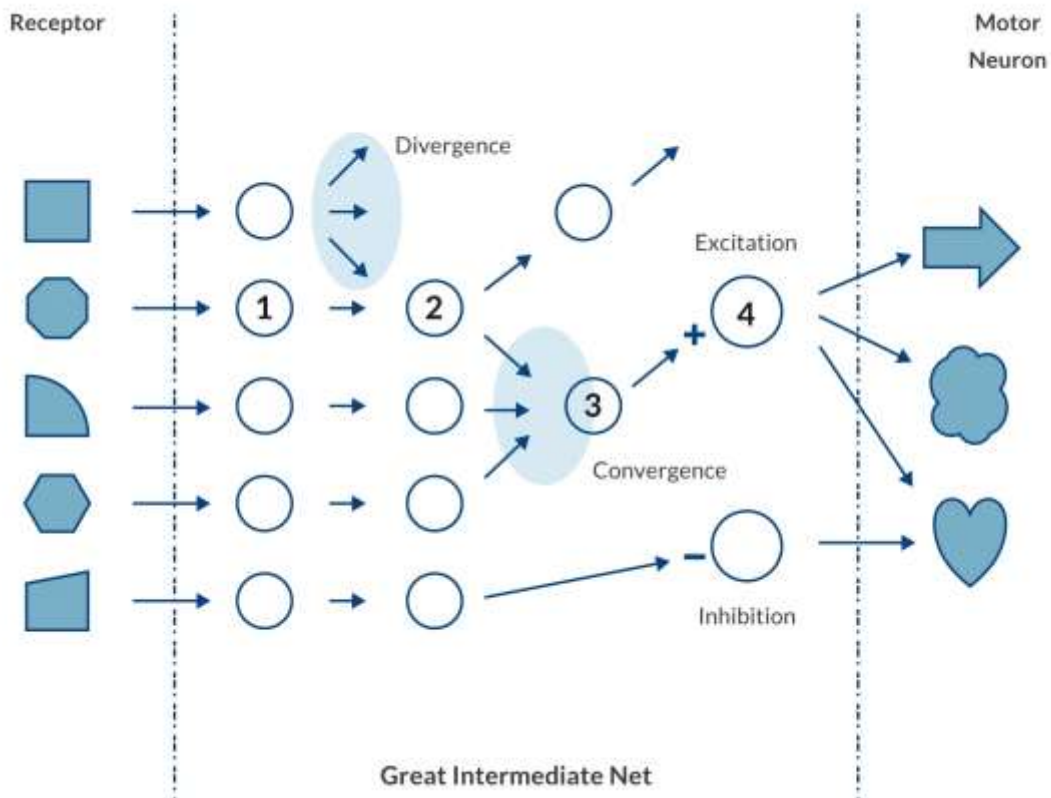 Receptor
Motor
Neuron
Divergence
Excitation
1
2
+
4
3
Convergence
-
Inhibition
Great Intermediate Net